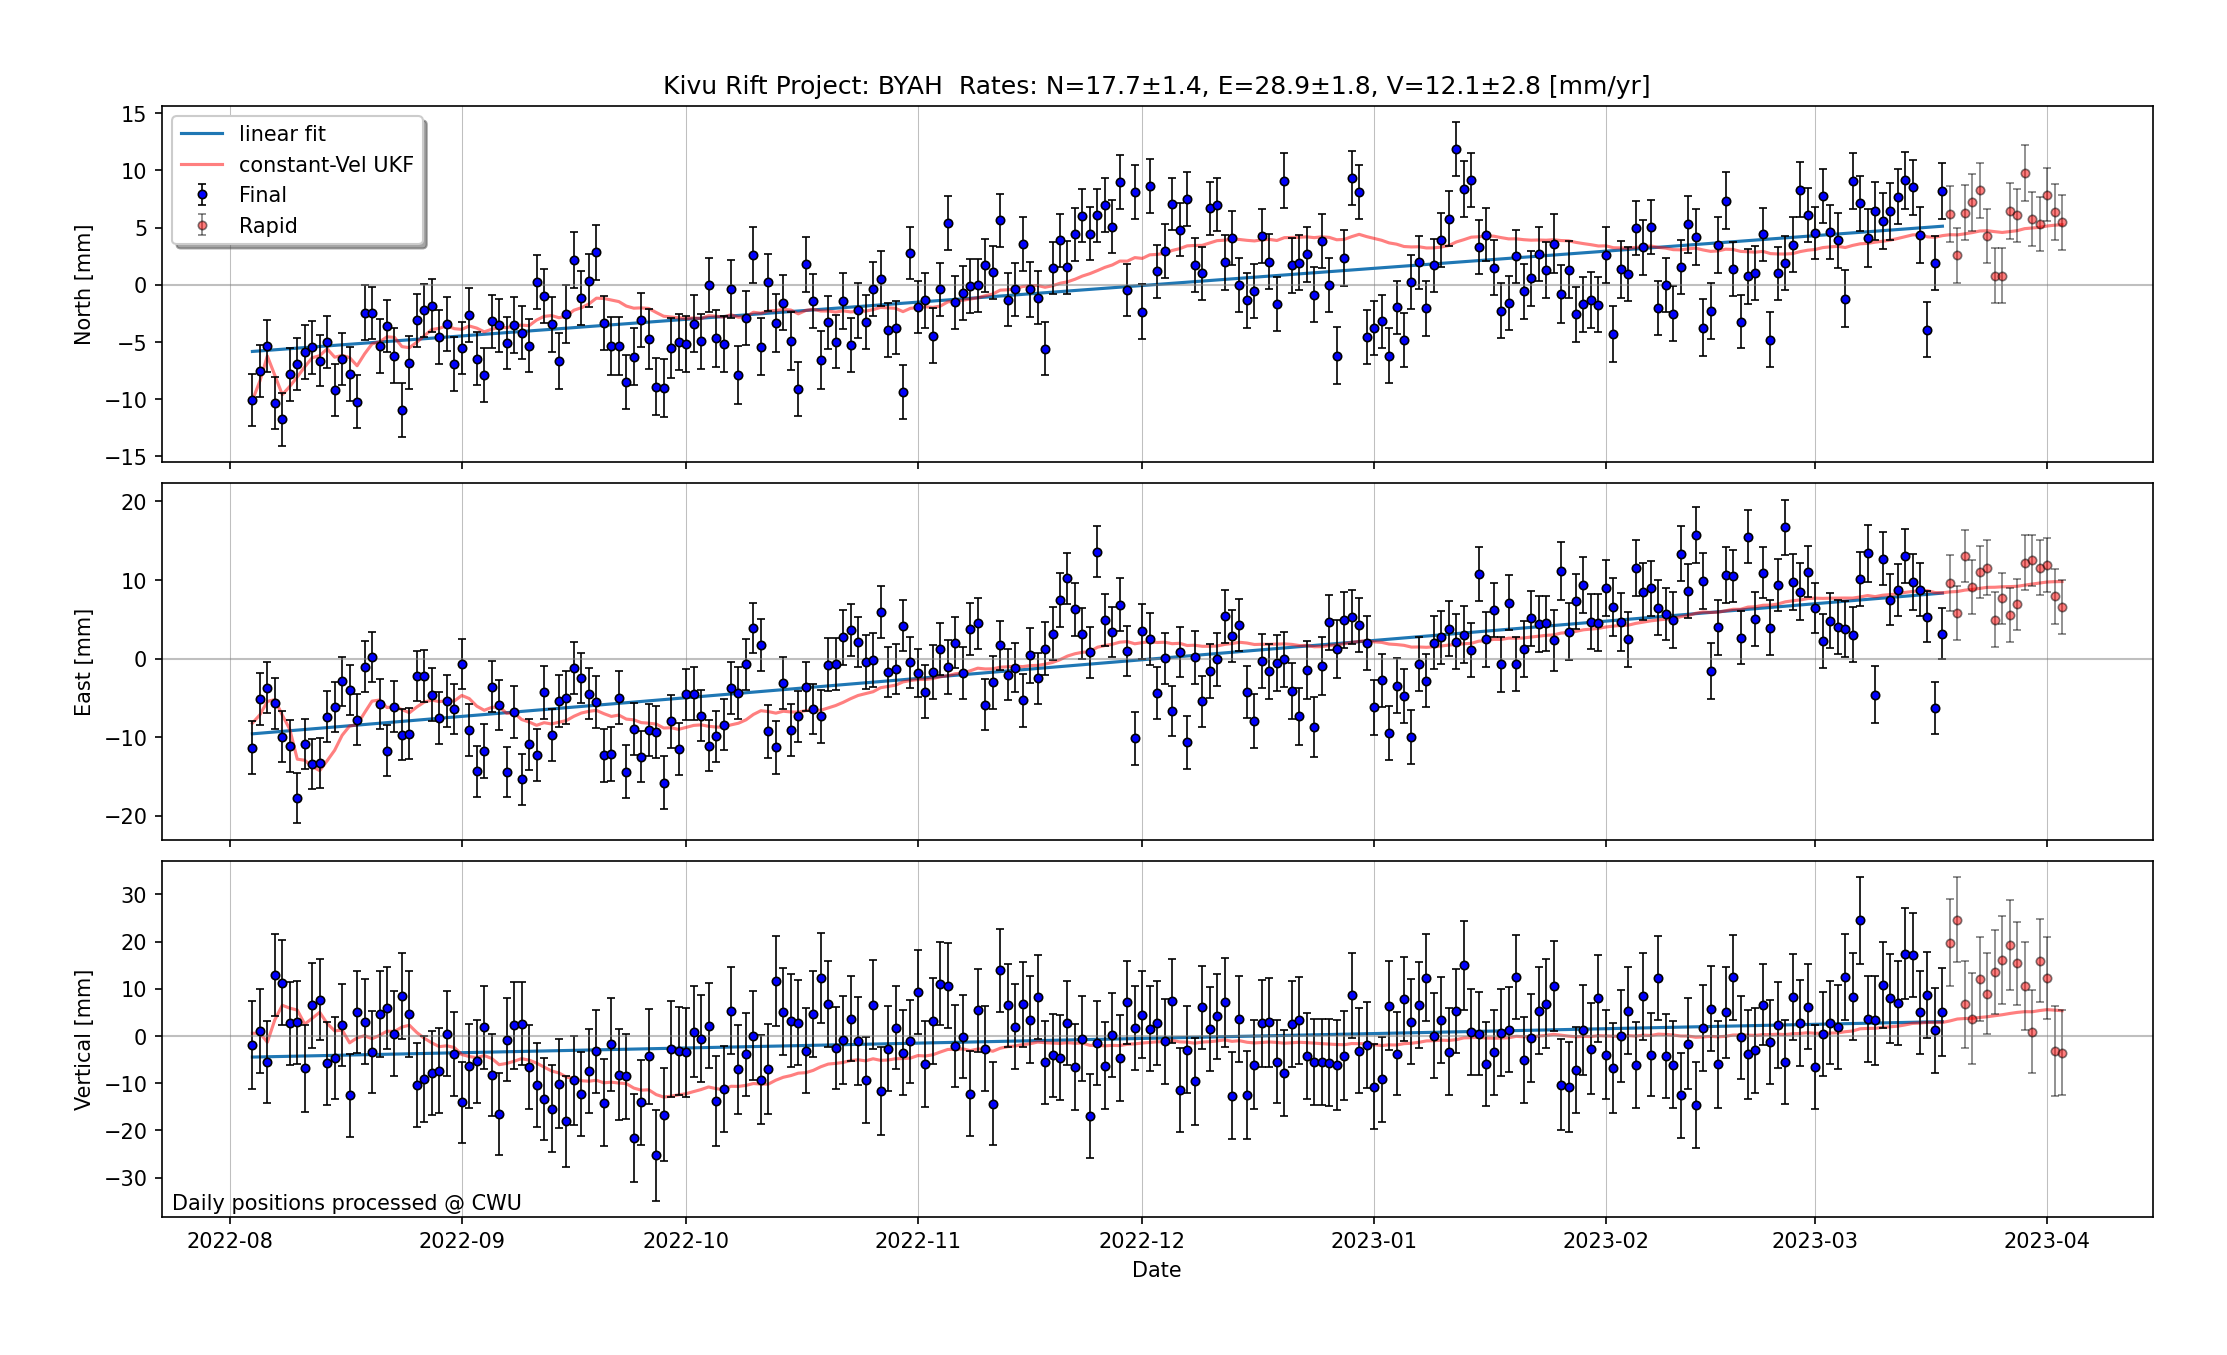 Kivu Rift Project: BYAH  Rates: N=17.7±1.4, E=28.9±1.8, V=12.1±2.8 [mm/yr]
linear fit
constant-Vel UKF
Final
Rapid
North [mm]
15
10
5
0
−5
−10
−15
East [mm]
20
10
0
−10
−20
Vertical [mm]
30
20
10
0
−10
−20
−30
Daily positions processed @ CWU
2022-08 2022-09 2022-10 2022-11 2022-12 2023-01 2023-02 2023-03 2023-04
Date